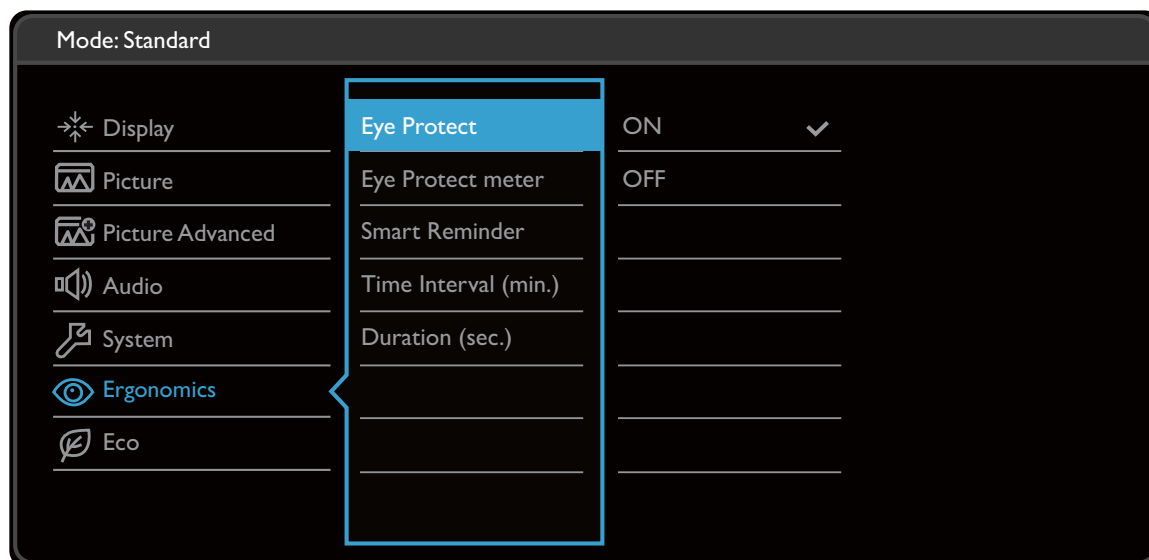 Mode: Standard
Display
Picture
Picture Advanced
Audio
System
Ergonomics
Eco
Eye Protect
Eye Protect meter
Smart Reminder
Time Interval (min.)
Duration (sec.)
ON
OFF